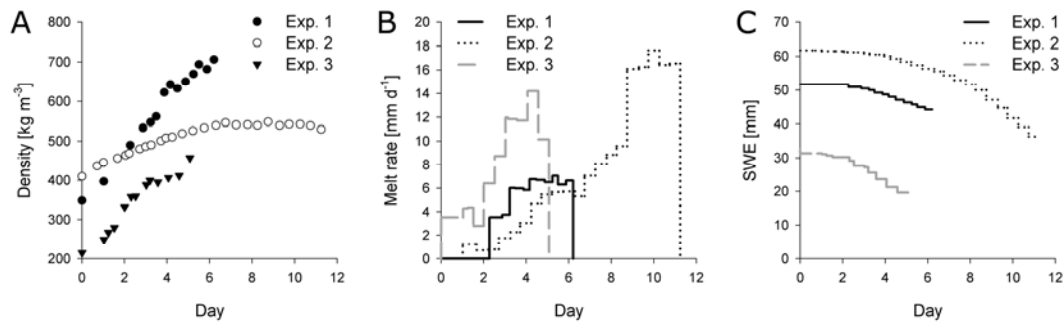 A
Density [kg m-3]
800
700
600
500
400
300
200
0 2 4 6 8 10 12
Day
Exp. 1
Exp. 2
Exp. 3
B
Melt rate [mm d-1]
20
18
16
14
12
10
8
6
4
2
0
0 2 4 6 8 10 12
Day
Exp. 1
Exp. 2
Exp. 3
C
SWE [mm]
70
60
50
40
30
20
10
0
0 2 4 6 8 10 12
Day
Exp. 1
Exp. 2
Exp. 3